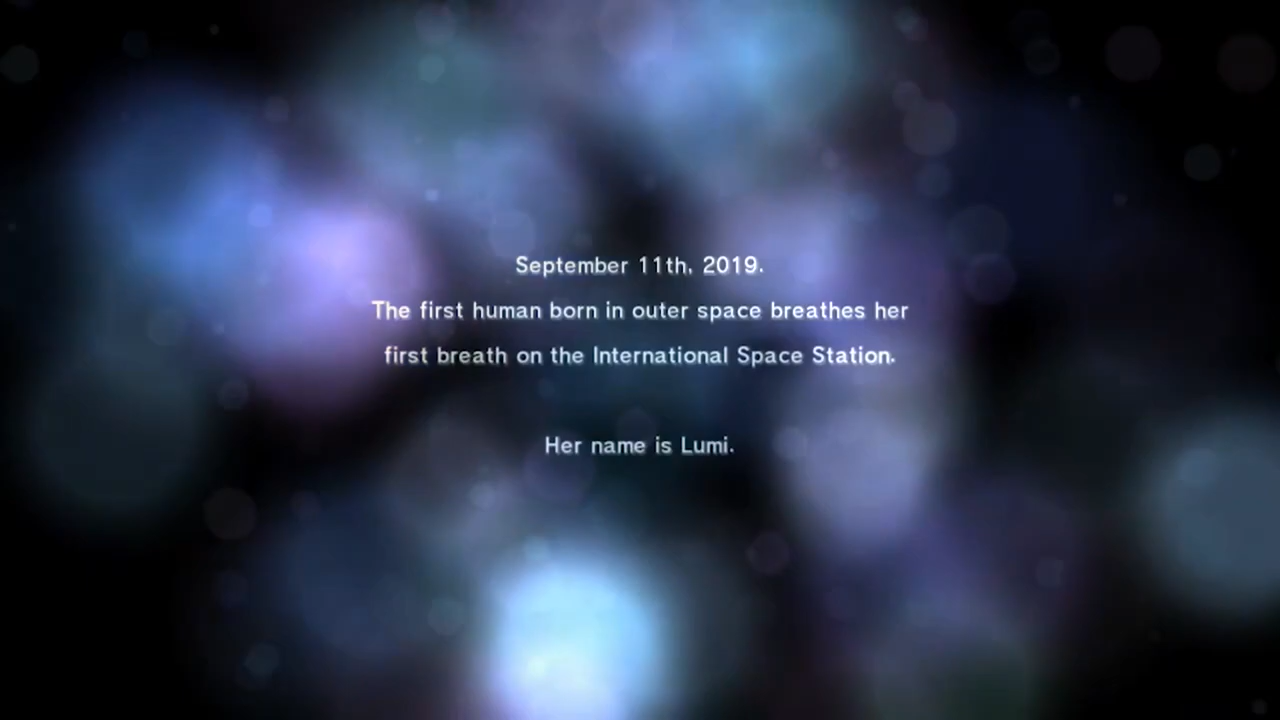 September 11th, 2019.
The first human born in outer space breathes her
first breath on the International Space Station.
Her name is Lumi.